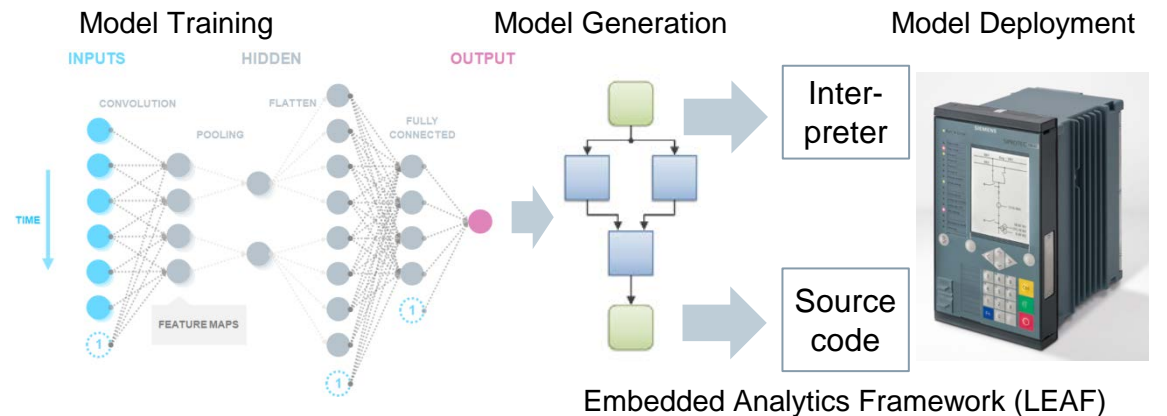 Model Training
Model Generation
Model Deployment
INPUTS
HIDDEN
OUTPUT
CONVOLUTION
POOLING
FLATTEN
FULLY
CONNECTED
TIME
FEATURE MAPS
1
1
1
Inter-
preter
Source
code
SIEMENS
Embedded Analytics Framework (LEAF)